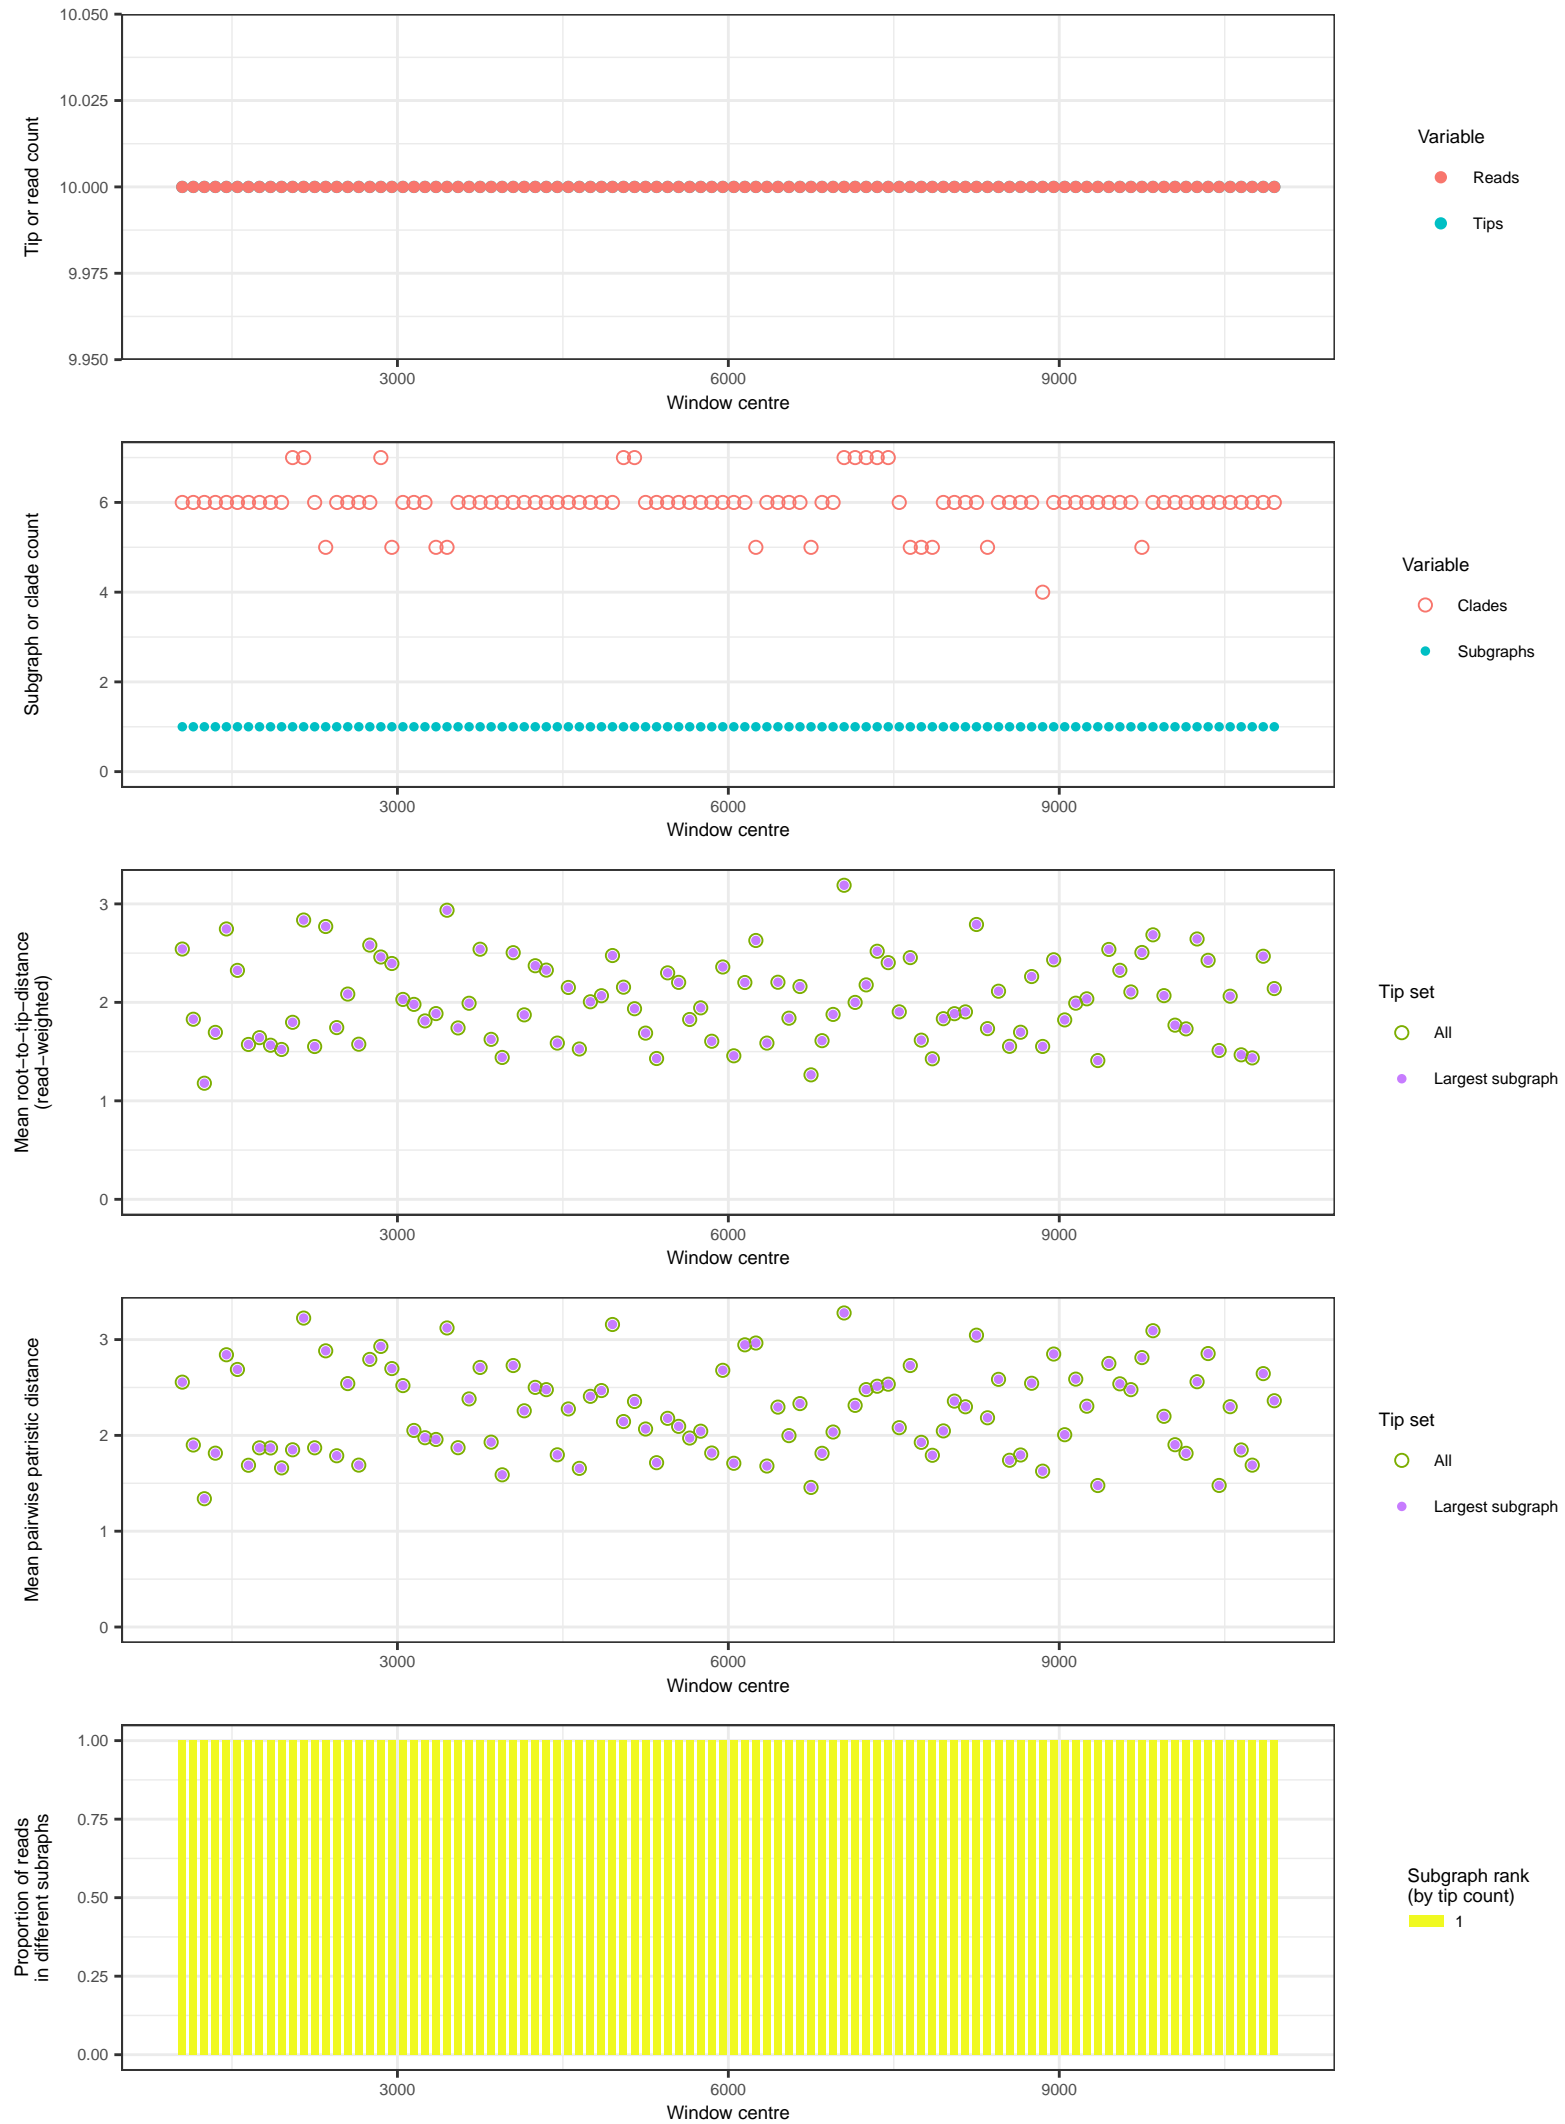 10.050
10.025
10.000
9.975
9.950
Tip or read count
3000
6000
9000
Window centre
Variable
Reads
Tips
6
4
2
0
Subgraph or clade count
3000
6000
9000
Window centre
Variable
Clades
Subgraphs
3
2
1
0
Mean root−to−tip−distance
(read−weighted)
3000
6000
9000
Window centre
Tip set
All
Largest subgraph
3
2
1
0
Mean pairwise patristic distance
3000
6000
9000
Window centre
Tip set
All
Largest subgraph
1.00
0.75
0.50
0.25
0.00
Proportion of reads
in different subraphs
3000
6000
9000
Window centre
Subgraph rank
(by tip count)
1